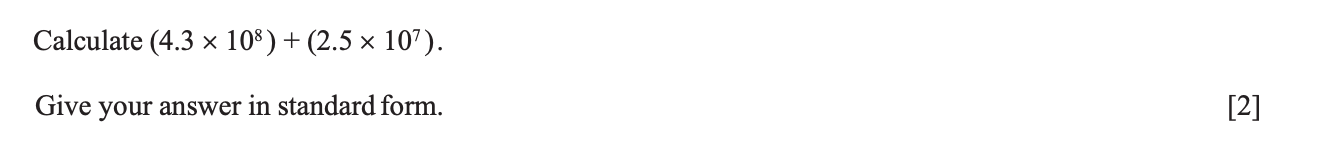 Calculate (4.3 × 10⁸) + (2.5 × 10⁷).
Give your answer in standard form. [2]